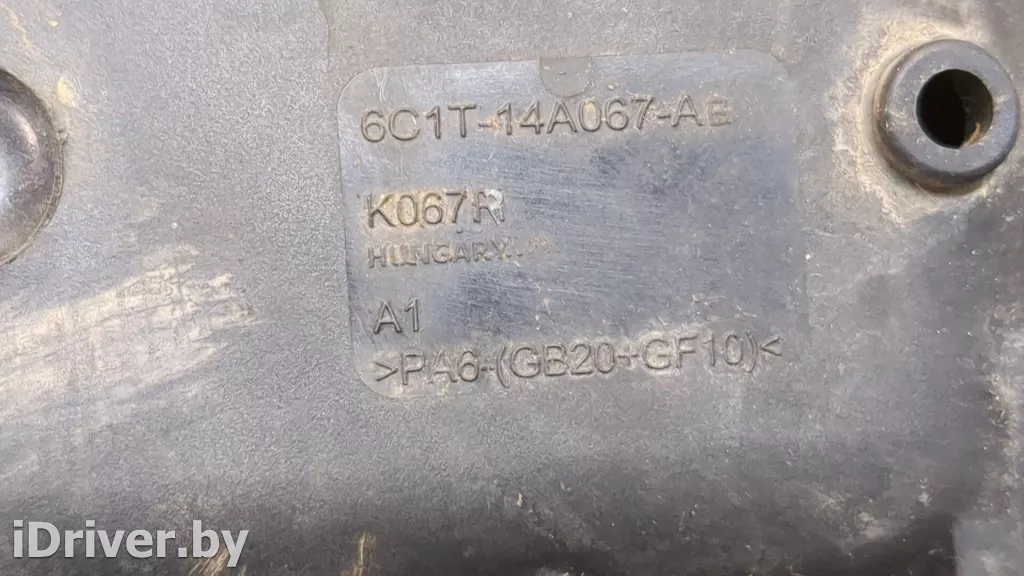 6C1T-14A067-AE
K067R
HUNGARY
A1
>PA6-(GB20+GF10)<
iDriver.by